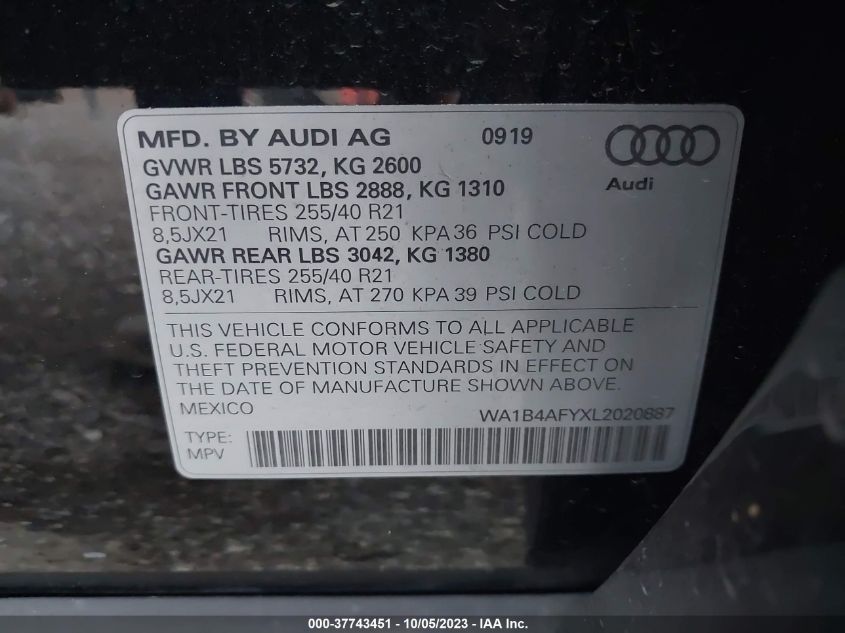 MFD. BY AUDI AG 0919
GVWR LBS 5732, KG 2600
GAWR FRONT LBS 2888, KG 1310
Audi
FRONT-TIRES 255/40 R21
8,5JX21 RIMS, AT 250 KPA 36 PSI COLD
GAWR REAR LBS 3042, KG 1380
REAR-TIRES 255/40 R21
8,5JX21 RIMS, AT 270 KPA 39 PSI COLD
THIS VEHICLE CONFORMS TO ALL APPLICABLE
U.S. FEDERAL MOTOR VEHICLE SAFETY AND
THEFT PREVENTION STANDARDS IN EFFECT ON
THE DATE OF MANUFACTURE SHOWN ABOVE.
MEXICO WA1B4AFYXL2020887
TYPE:
MPV
000-37743451 - 10/05/2023 - WWW.IAAI.COM